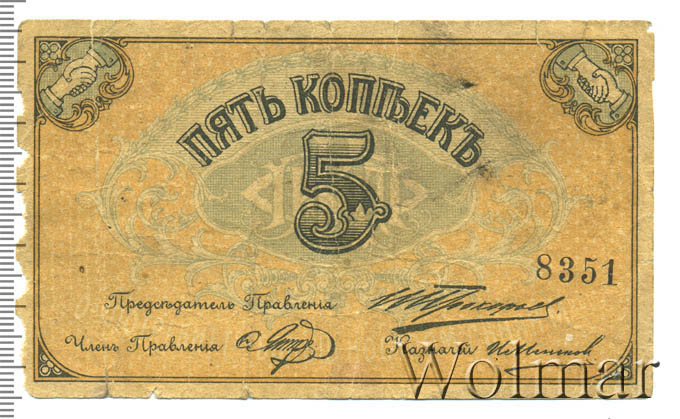 ПЯТЬ КОПѢЕКЪ
5
8351
Предсѣдатель Правленія
Членъ Правленія Казначей
Wolmar